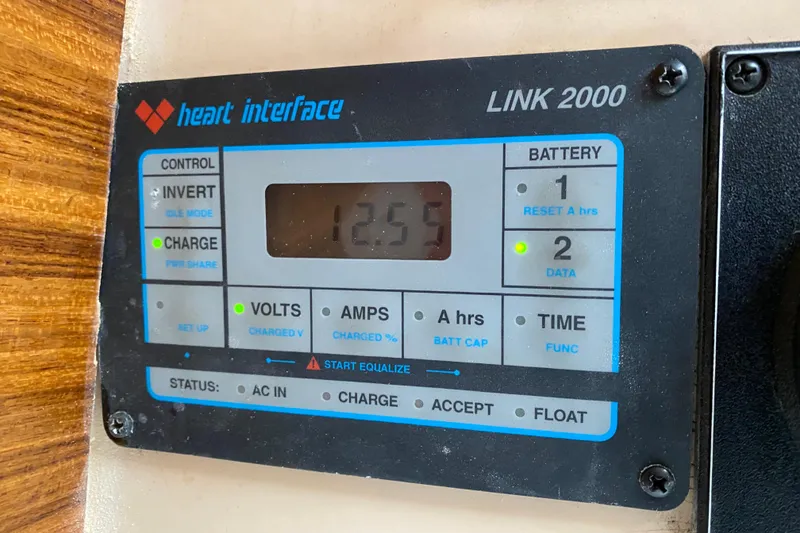 heart interface
LINK 2000
CONTROL
INVERT
IDLE MODE
CHARGE
PWR SHARE
SET UP
12.55
BATTERY
1
RESET A hrs
2
DATA
VOLTS
CHARGED V
AMPS
CHARGED %
A hrs
BATT CAP
TIME
FUNC
START EQUALIZE
STATUS:
AC IN
CHARGE
ACCEPT
FLOAT